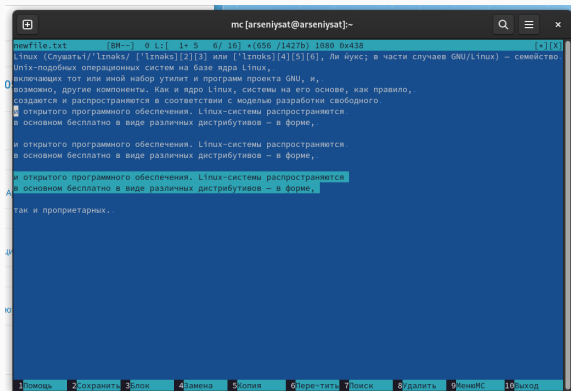 mc [arseniysat@arseniysat]:~
newfile.txt [BM--] 0 L:[ 1+ 5 6/ 16] *(656 /1427b) 1080 0x438 [*][X]
Linux (Слушать/ˈlɪnəks/ [ˈlɪnəks][2][3] или [ˈlɪnʊks][4][5][6], Ли́нукс; в части случаев GNU/Linux) — семейство
Unix-подобных операционных систем на базе ядра Linux,
включающих тот или иной набор утилит и программ проекта GNU, и,
возможно, другие компоненты. Как и ядро Linux, системы на его основе, как правило,
создаются и распространяются в соответствии с моделью разработки свободного
и открытого программного обеспечения. Linux-системы распространяются
в основном бесплатно в виде различных дистрибутивов — в форме,
и открытого программного обеспечения. Linux-системы распространяются
в основном бесплатно в виде различных дистрибутивов — в форме,
и открытого программного обеспечения. Linux-системы распространяются
в основном бесплатно в виде различных дистрибутивов — в форме,
так и проприетарных.
1Помощь 2Сохранить 3Блок 4Замена 5Копия 6Пере~тить 7Поиск 8Удалить 9МенюMC 10Выход